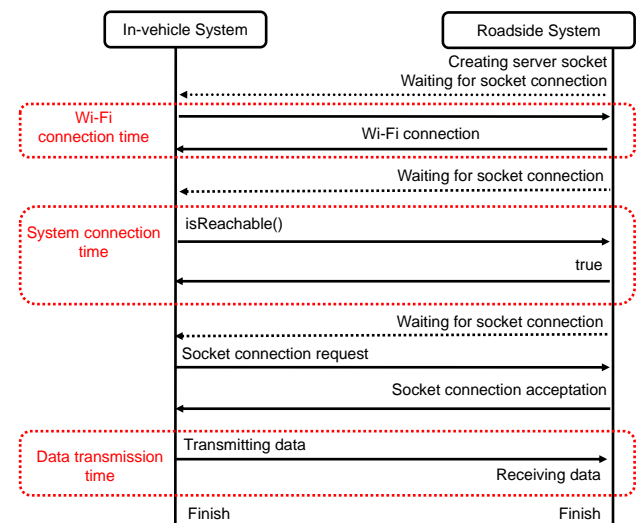 In-vehicle System
Roadside System
Creating server socket
Waiting for socket connection
Wi-Fi
connection time
Wi-Fi connection
Waiting for socket connection
System connection
time
isReachable()
true
Waiting for socket connection
Socket connection request
Socket connection acceptation
Data transmission
time
Transmitting data
Receiving data
Finish
Finish